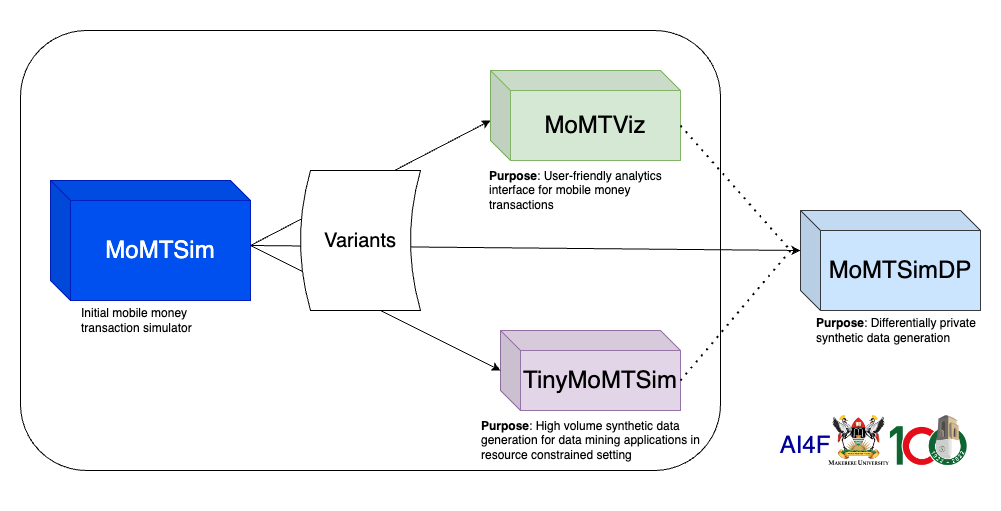 MoMTViz
Purpose: User-friendly analytics
interface for mobile money
transactions
MoMTSim
Initial mobile money
transaction simulator
Variants
MoMTSimDP
Purpose: Differentially private
synthetic data generation
TinyMoMTSim
Purpose: High volume synthetic data
generation for data mining applications in
resource constrained setting
AI4F
MAKERERE UNIVERSITY
100